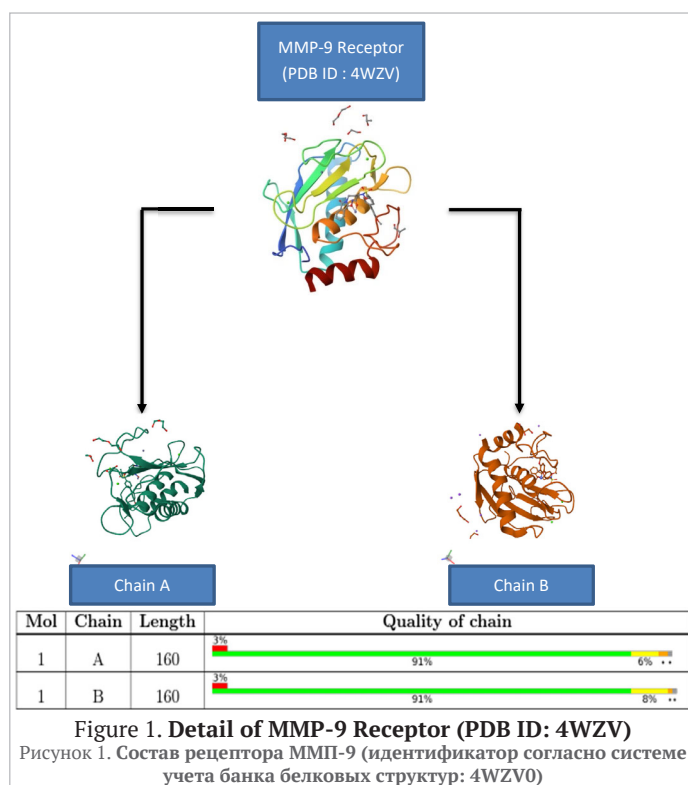 MMP-9 Receptor
(PDB ID : 4WZV)
Chain A
Chain B
Mol Chain Length Quality of chain
1 A 160 3% 91% 6% • •
1 B 160 3% 91% 8% • •
Figure 1. Detail of MMP-9 Receptor (PDB ID: 4WZV)
Рисунок 1. Состав рецептора ММП-9 (идентификатор согласно системе
учета банка белковых структур: 4WZV0)